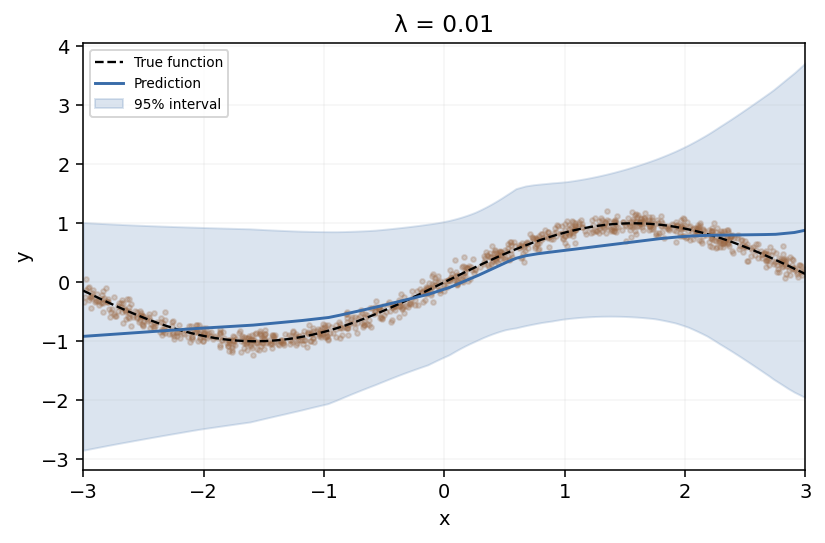 λ = 0.01
4
3
2
1
0
−1
−2
−3
y
True function
Prediction
95% interval
−3
−2
−1
0
1
2
3
x